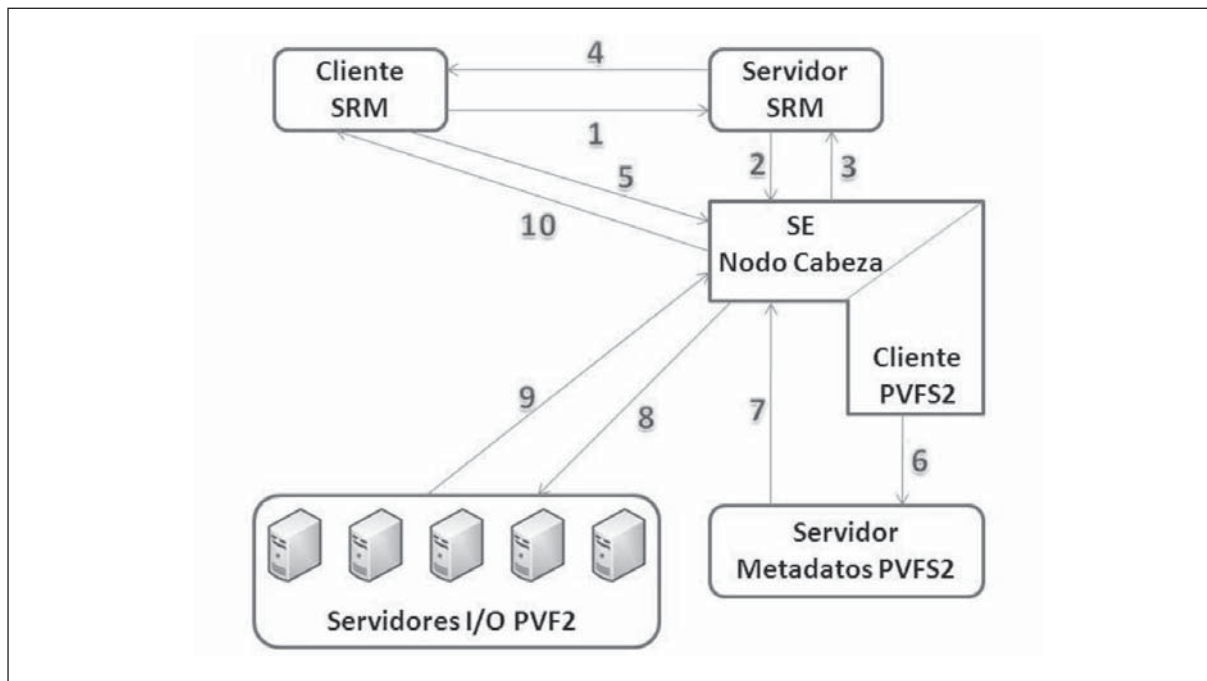 Cliente
SRM
4
1
Servidor
SRM
5
10
2
3
SE
Nodo Cabeza
Cliente
PVFS2
9
8
7
6
Servidores I/O PVF2
Servidor
Metadatos PVFS2